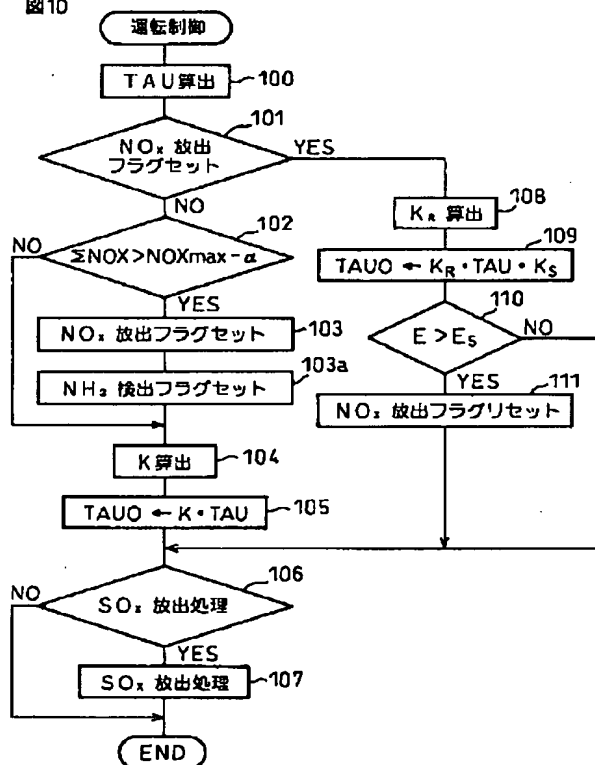 図10
運転制御
TAU算出
100
101
NOx 放出
フラグセット
YES
NO
102
NO
ΣNOX>NOXmax-α
YES
NOx 放出フラグセット
103
NH3 検出フラグセット
103a
K算出
104
TAUO ← K・TAU
105
KR 算出
108
109
TAUO ← KR・TAU・KS
110
E>ES
NO
YES
111
NOx 放出フラグリセット
106
NO
SOx 放出処理
YES
SOx 放出処理
107
END